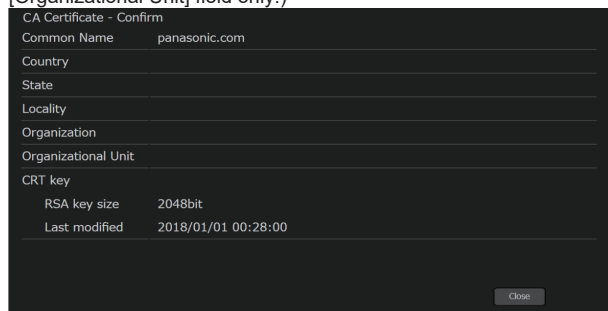 [Organizational Unit] field only.)
CA Certificate - Confirm
Common Name panasonic.com
Country
State
Locality
Organization
Organizational Unit
CRT key
RSA key size 2048bit
Last modified 2018/01/01 00:28:00
Close